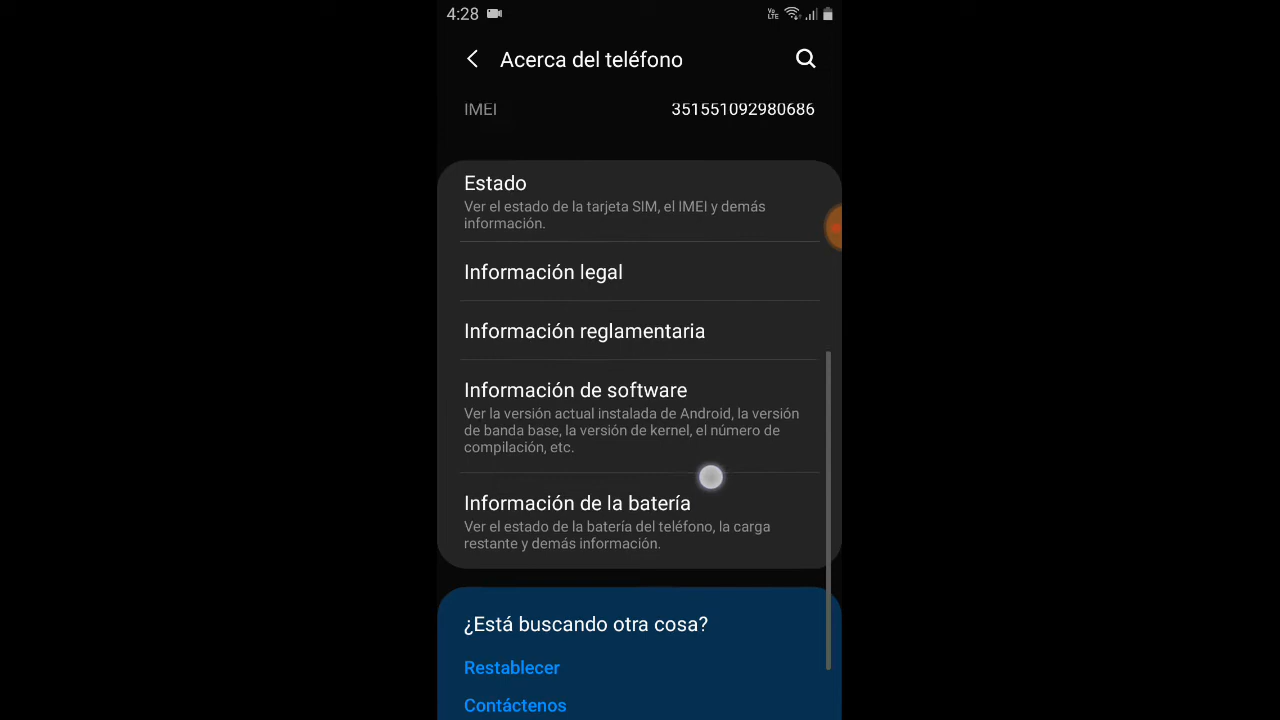 4:28
Vo
LTE
Acerca del teléfono
IMEI 351551092980686
Estado
Ver el estado de la tarjeta SIM, el IMEI y demás
información.
Información legal
Información reglamentaria
Información de software
Ver la versión actual instalada de Android, la versión
de banda base, la versión de kernel, el número de
compilación, etc.
Información de la batería
Ver el estado de la batería del teléfono, la carga
restante y demás información.
¿Está buscando otra cosa?
Restablecer
Contáctenos